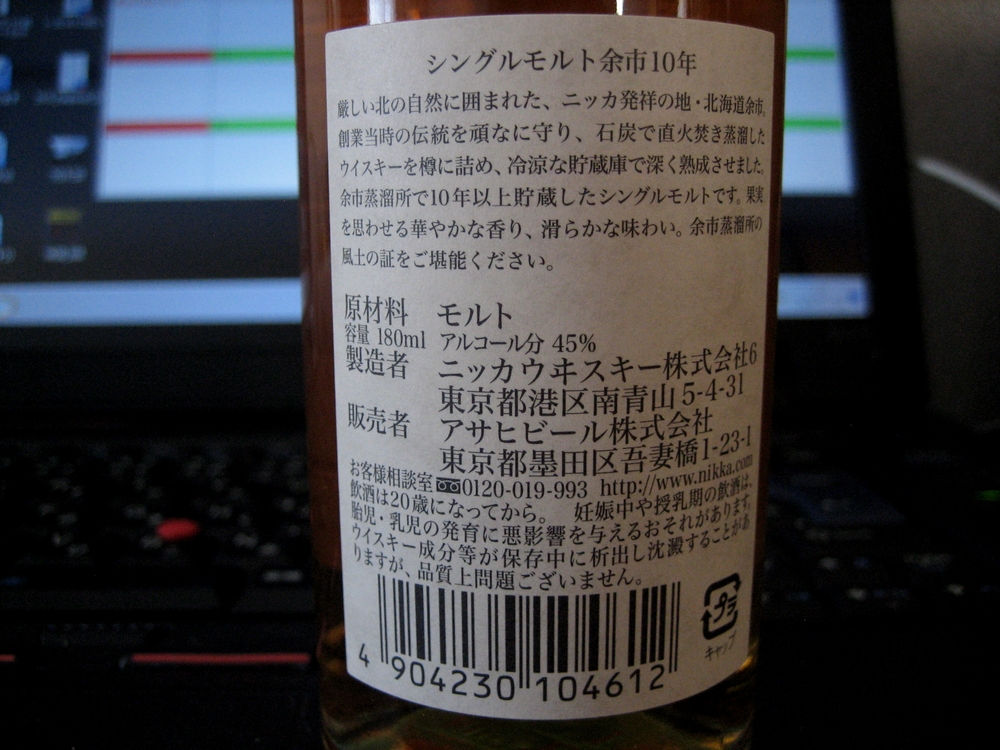 シングルモルト余市10年
厳しい北の自然に囲まれた、ニッカ発祥の地・北海道余市。
創業当時の伝統を頑なに守り、石炭で直火焚き蒸溜した
ウイスキーを樽に詰め、冷涼な貯蔵庫で深く熟成させました。
余市蒸溜所で10年以上貯蔵したシングルモルトです。果実
を思わせる華やかな香り、滑らかな味わい。余市蒸溜所の
風土の証をご堪能ください。
原材料 モルト
容量 180ml アルコール分 45%
製造者 ニッカウヰスキー株式会社6
東京都港区南青山 5-4-31
販売者 アサヒビール株式会社
東京都墨田区吾妻橋1-23-1
お客様相談室 0120-019-993 http://www.nikka.com
飲酒は20歳になってから。 妊娠中や授乳期の飲酒は、
胎児・乳児の発育に悪影響を与えるおそれがあります。
ウイスキー成分等が保存中に析出し沈澱することがあ
りますが、品質上問題ございません。
プラ
キャップ
4 904230 104612